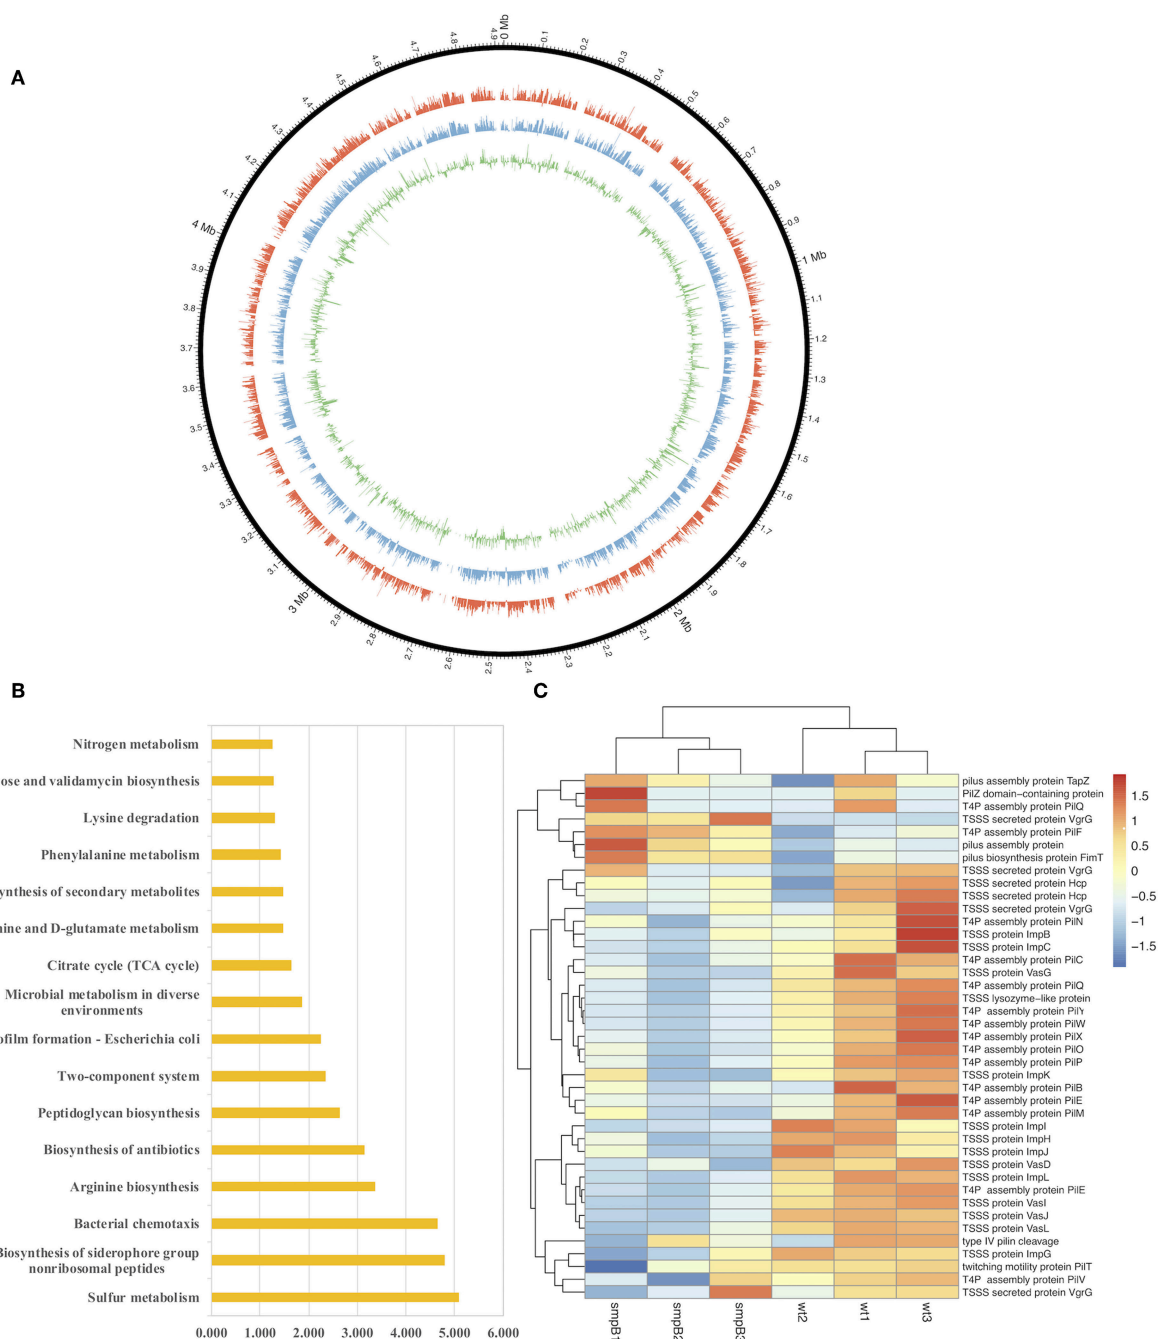 A
0 Mb
0.1
0.2
0.3
0.4
0.5
0.6
0.7
0.8
0.9
1 Mb
1.1
1.2
1.3
1.4
1.5
1.6
1.7
1.8
1.9
2 Mb
2.1
2.2
2.3
2.4
2.5
2.6
2.7
2.8
2.9
3 Mb
3.1
3.2
3.3
3.4
3.5
3.6
3.7
3.8
3.9
4 Mb
4.1
4.2
4.3
4.4
4.5
4.6
4.7
4.8
4.9
B
Nitrogen metabolism
ose and validamycin biosynthesis
Lysine degradation
Phenylalanine metabolism
ynthesis of secondary metabolites
nine and D-glutamate metabolism
Citrate cycle (TCA cycle)
Microbial metabolism in diverse
environments
ofilm formation - Escherichia coli
Two-component system
Peptidoglycan biosynthesis
Biosynthesis of antibiotics
Arginine biosynthesis
Bacterial chemotaxis
Biosynthesis of siderophore group
nonribosomal peptides
Sulfur metabolism
0.000 1.000 2.000 3.000 4.000 5.000 6.000
C
pilus assembly protein TapZ
PilZ domain−containing protein
T4P assembly protein PilQ
TSSS secreted protein VgrG
T4P assembly protein PilF
pilus assembly protein
pilus biosynthesis protein FimT
TSSS secreted protein VgrG
TSSS secreted protein Hcp
TSSS secreted protein Hcp
TSSS secreted protein VgrG
T4P assembly protein PilN
TSSS protein ImpB
TSSS protein ImpC
T4P assembly protein PilC
TSSS protein VasG
T4P assembly protein PilQ
TSSS lysozyme−like protein
T4P assembly protein PilY
T4P assembly protein PilW
T4P assembly protein PilX
T4P assembly protein PilO
T4P assembly protein PilP
TSSS protein ImpK
T4P assembly protein PilB
T4P assembly protein PilE
T4P assembly protein PilM
TSSS protein ImpI
TSSS protein ImpH
TSSS protein ImpJ
TSSS protein VasD
TSSS protein ImpL
T4P assembly protein PilE
TSSS protein VasI
TSSS protein VasJ
TSSS protein VasL
type IV pilin cleavage
TSSS protein ImpG
twitching motility protein PilT
T4P assembly protein PilV
TSSS secreted protein VgrG
smpB1 smpB2 smpB3 wt2 wt1 wt3
1.5
1
0.5
0
−0.5
−1
−1.5